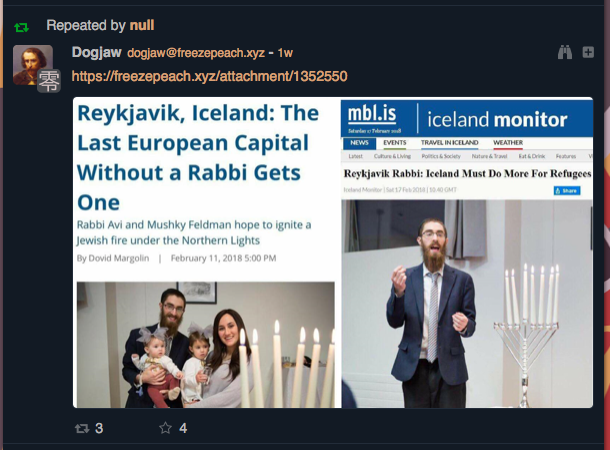 Repeated by null
Dogjaw dogjaw@freezepeach.xyz - 1w
零
https://freezepeach.xyz/attachment/1352550
Reykjavik, Iceland: The
Last European Capital
Without a Rabbi Gets
One
Rabbi Avi and Mushky Feldman hope to ignite a
Jewish fire under the Northern Lights
By Dovid Margolin | February 11, 2018 5:00 PM
mbl.is iceland monitor
Saturday 17 February 2018
NEWS EVENTS TRAVEL IN ICELAND WEATHER
Latest Culture & Living Politics & Society Nature & Travel Eat & Drink Features
Reykjavik Rabbi: Iceland Must Do More For Refugees
Iceland Monitor | Sat 17 Feb 2018 | 10.40 GMT
Share
3 4